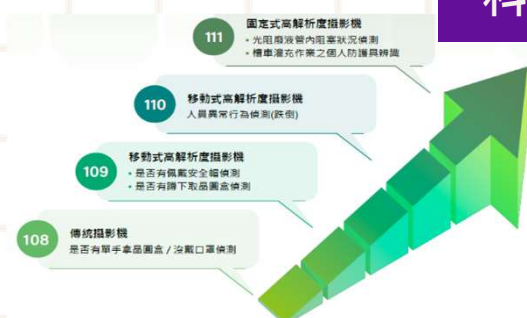 科
111
固定式高解析度攝影機
• 光阻廢液管內阻塞狀況偵測
• 槽車灌充作業之個人防護具辨識
110
移動式高解析度攝影機
人員異常行為偵測(跌倒)
109
移動式高解析度攝影機
• 是否有佩戴安全帽偵測
• 是否有蹲下取晶圓盒偵測
108
傳統攝影機
是否有單手拿晶圓盒 / 沒戴口罩偵測